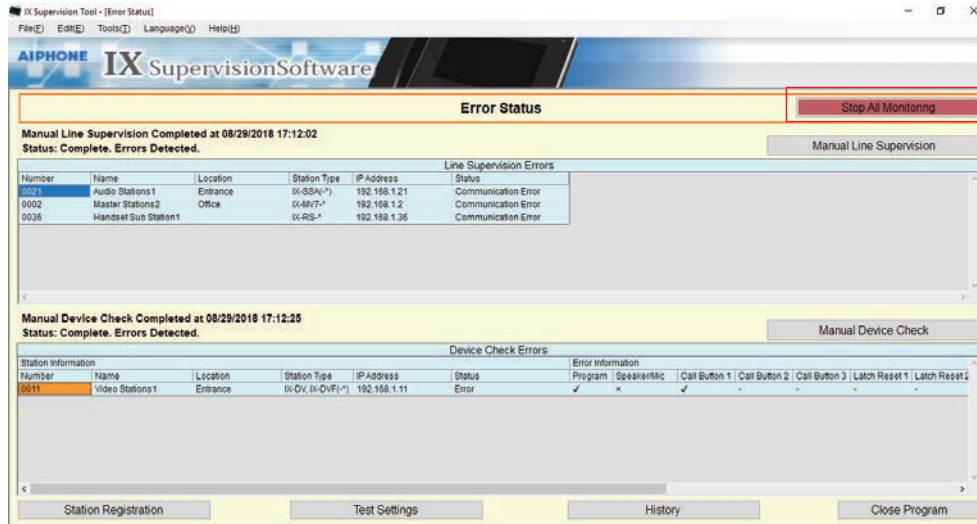 IX Supervision Tool - [Error Status]
File(F) Edit(E) Tools(T) Language(V) Help(H)
AIPHONE IX SupervisionSoftware
Error Status Stop All Monitoring
Manual Line Supervision Completed at 08/29/2018 17:12:02
Status: Complete. Errors Detected. Manual Line Supervision
Line Supervision Errors
Number Name Location Station Type IP Address Status
0021 Audio Stations1 Entrance IX-SSA(-*) 192.168.1.21 Communication Error
0002 Master Stations2 Office IX-MV7-* 192.168.1.2 Communication Error
0036 Handset Sub Station1 IX-RS-* 192.168.1.36 Communication Error
Manual Device Check Completed at 08/29/2018 17:12:25
Status: Complete. Errors Detected. Manual Device Check
Device Check Errors
Station Information Error Information
Number Name Location Station Type IP Address Status Program Speaker/Mic Call Button 1 Call Button 2 Call Button 3 Latch Reset 1 Latch Reset 2
0011 Video Stations1 Entrance IX-DV, IX-DVF(-*) 192.168.1.11 Error ✓ × ✓ - - - -
Station Registration Test Settings History Close Program